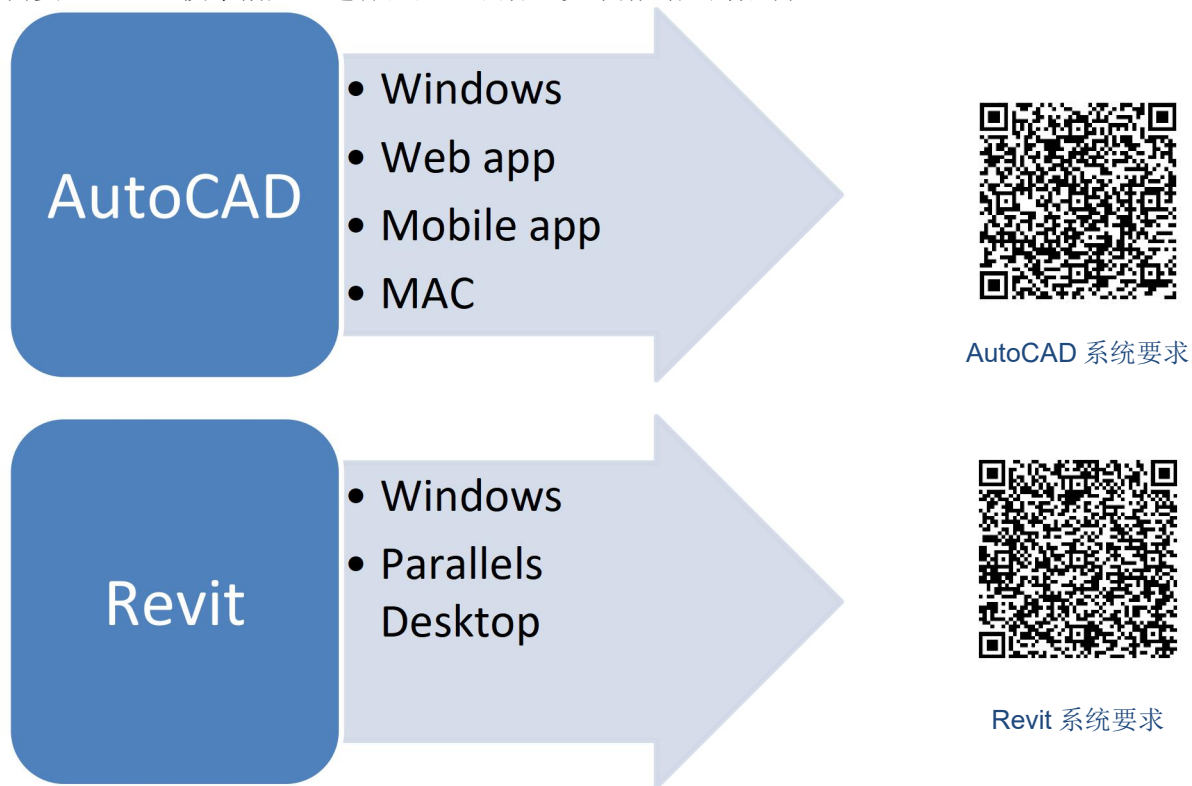 AutoCAD
• Windows
• Web app
• Mobile app
• MAC
AutoCAD 系统要求
Revit
• Windows
• Parallels
Desktop
Revit 系统要求